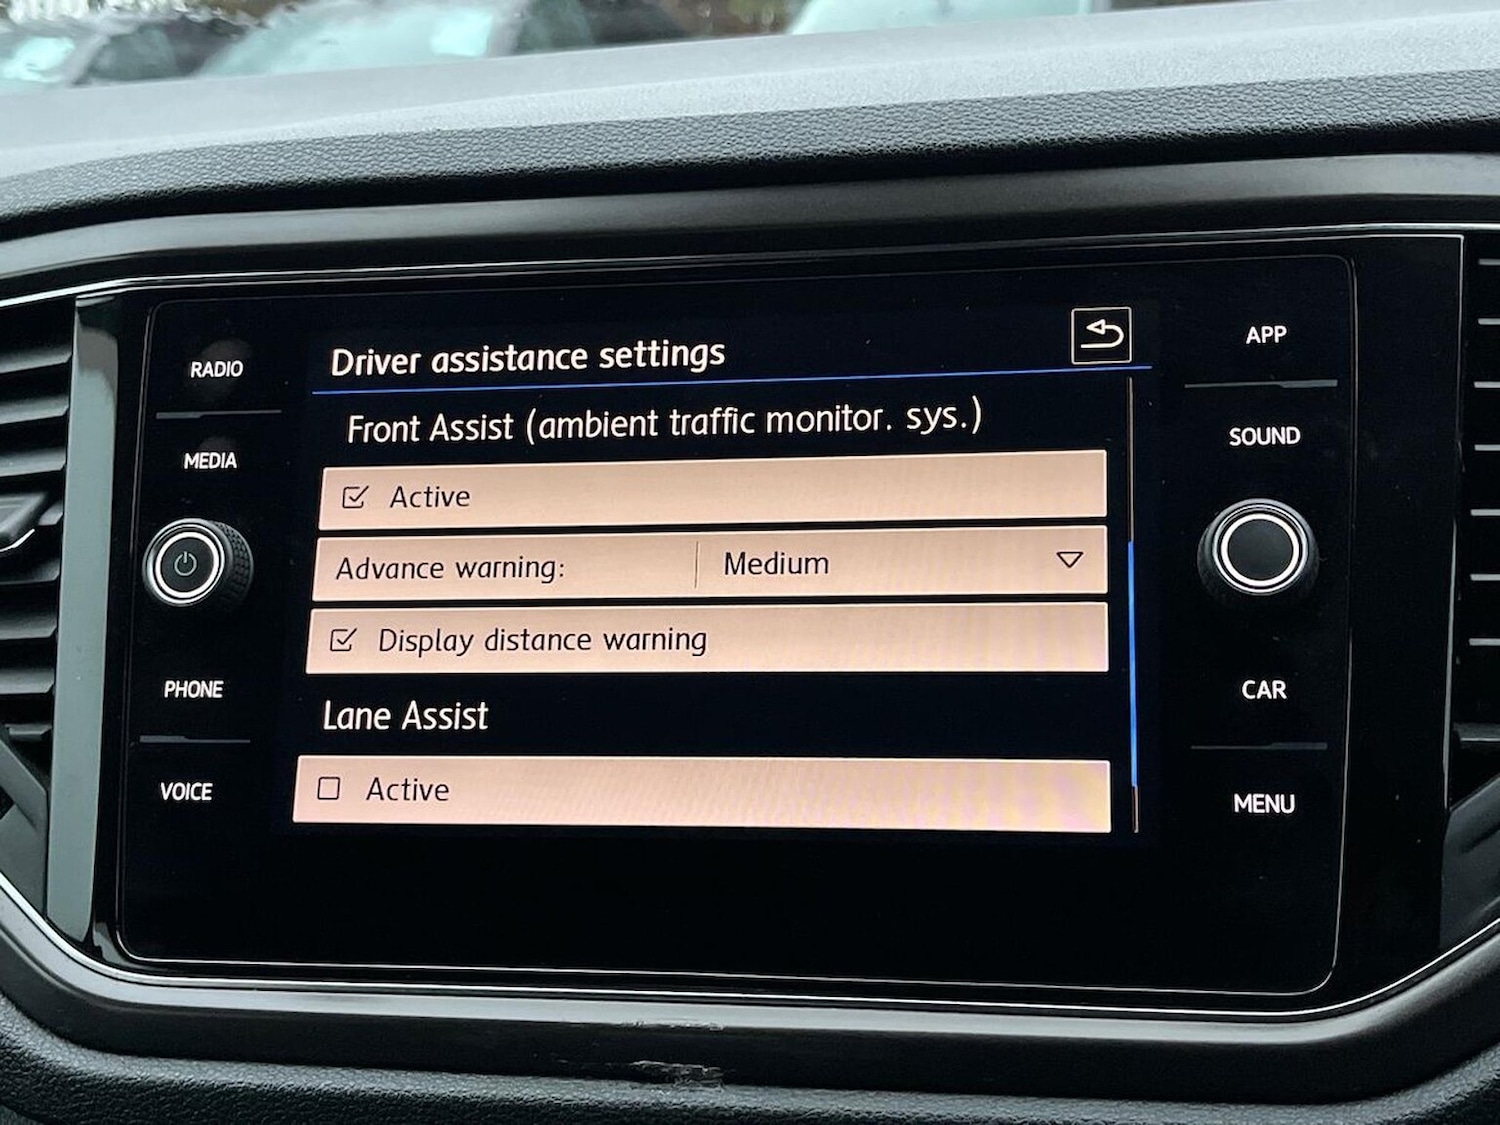 RADIO
MEDIA
PHONE
VOICE
Driver assistance settings
Front Assist (ambient traffic monitor. sys.)
Active
Advance warning: Medium
Display distance warning
Lane Assist
Active
APP
SOUND
CAR
MENU